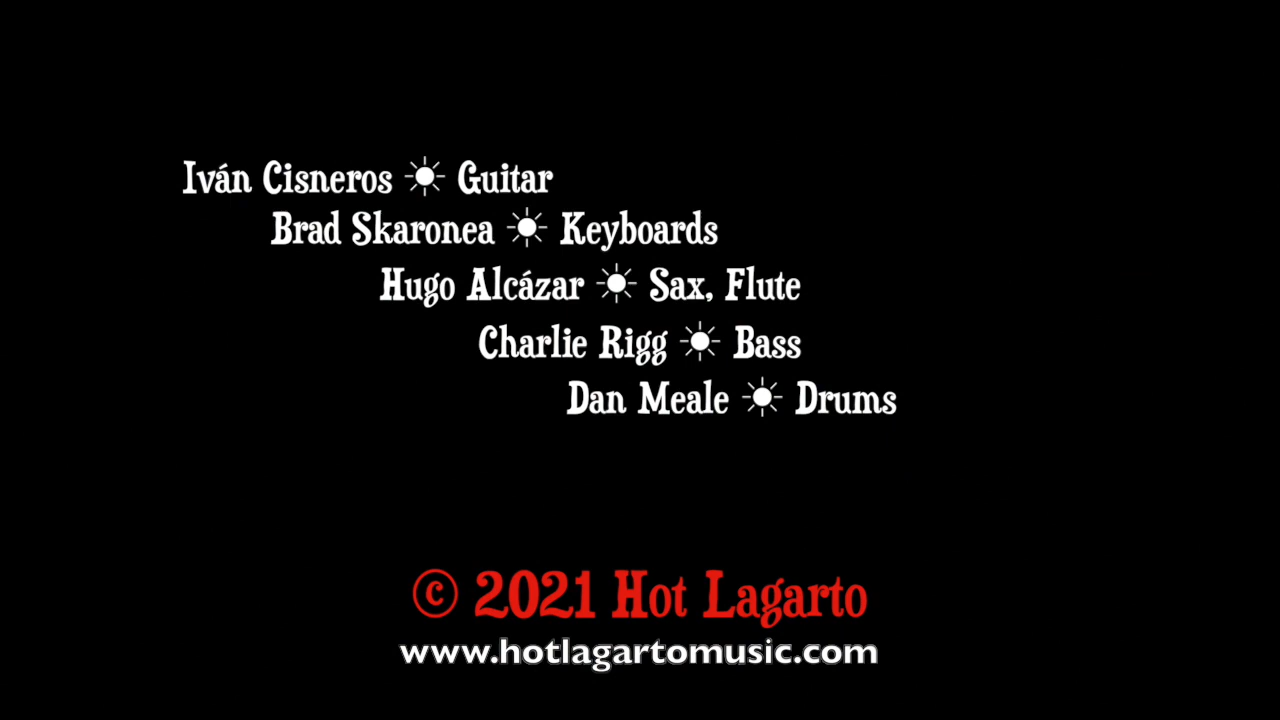 Iván Cisneros ☀ Guitar
Brad Skaronea ☀ Keyboards
Hugo Alcázar ☀ Sax, Flute
Charlie Rigg ☀ Bass
Dan Meale ☀ Drums
© 2021 Hot Lagarto
www.hotlagartomusic.com